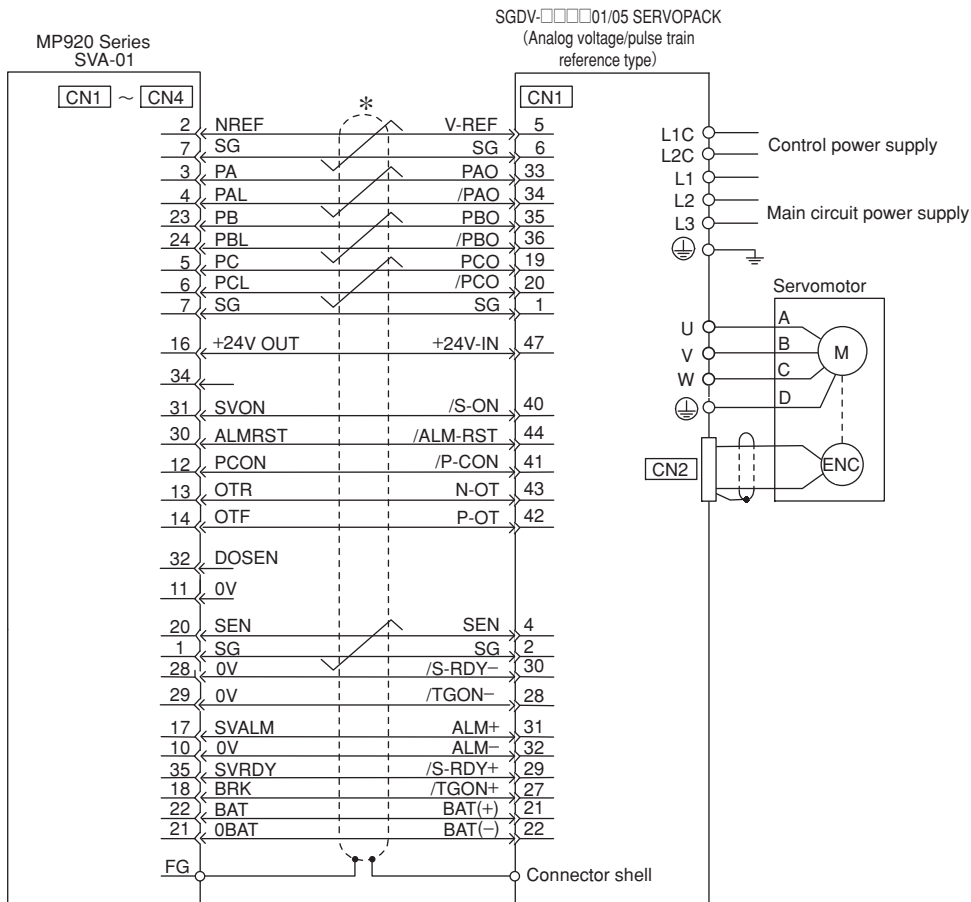 SGDV-□□□□01/05 SERVOPACK
(Analog voltage/pulse train
reference type)
MP920 Series
SVA-01
CN1 ~ CN4
*
CN1
2 NREF V-REF 5
7 SG SG 6
3 PA PAO 33
4 PAL /PAO 34
23 PB PBO 35
24 PBL /PBO 36
5 PC PCO 19
6 PCL /PCO 20
7 SG SG 1
16 +24V OUT +24V-IN 47
34
31 SVON /S-ON 40
30 ALMRST /ALM-RST 44
12 PCON /P-CON 41
13 OTR N-OT 43
14 OTF P-OT 42
32 DOSEN
11 0V
20 SEN SEN 4
1 SG SG 2
28 0V /S-RDY− 30
29 0V /TGON− 28
17 SVALM ALM+ 31
10 0V ALM− 32
35 SVRDY /S-RDY+ 29
18 BRK /TGON+ 27
22 BAT BAT(+) 21
21 0BAT BAT(−) 22
FG Connector shell
L1C
L2C
Control power supply
L1
L2
L3
Main circuit power supply
Servomotor
U A
V B
W C
D
M
CN2
ENC